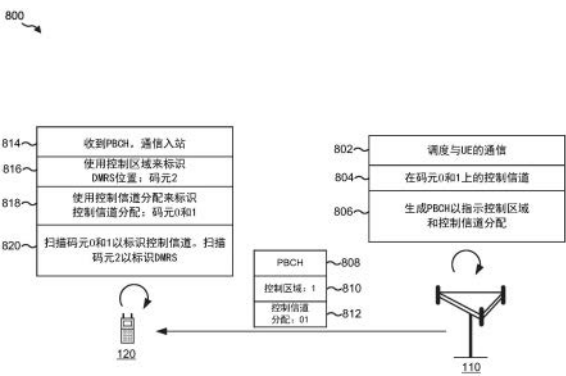 800
814
收到PBCH，通信入站
816
使用控制区域来标识
DMRS位置：码元2
818
使用控制信道分配来标识
控制信道分配：码元0和1
820
扫描码元0和1以标识控制信道。扫描
码元2以标识DMRS
120
PBCH
808
控制区域：1
810
控制信道
分配：01
812
802
调度与UE的通信
804
在码元0和1上的控制信道
806
生成PBCH以指示控制区域
和控制信道分配
110